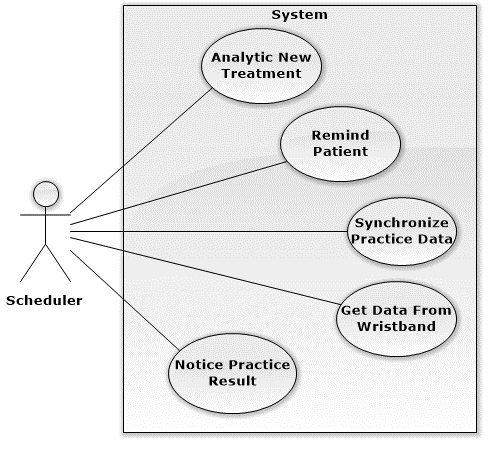 System
Analytic New
Treatment
Remind
Patient
Synchronize
Practice Data
Scheduler
Get Data From
Wristband
Notice Practice
Result